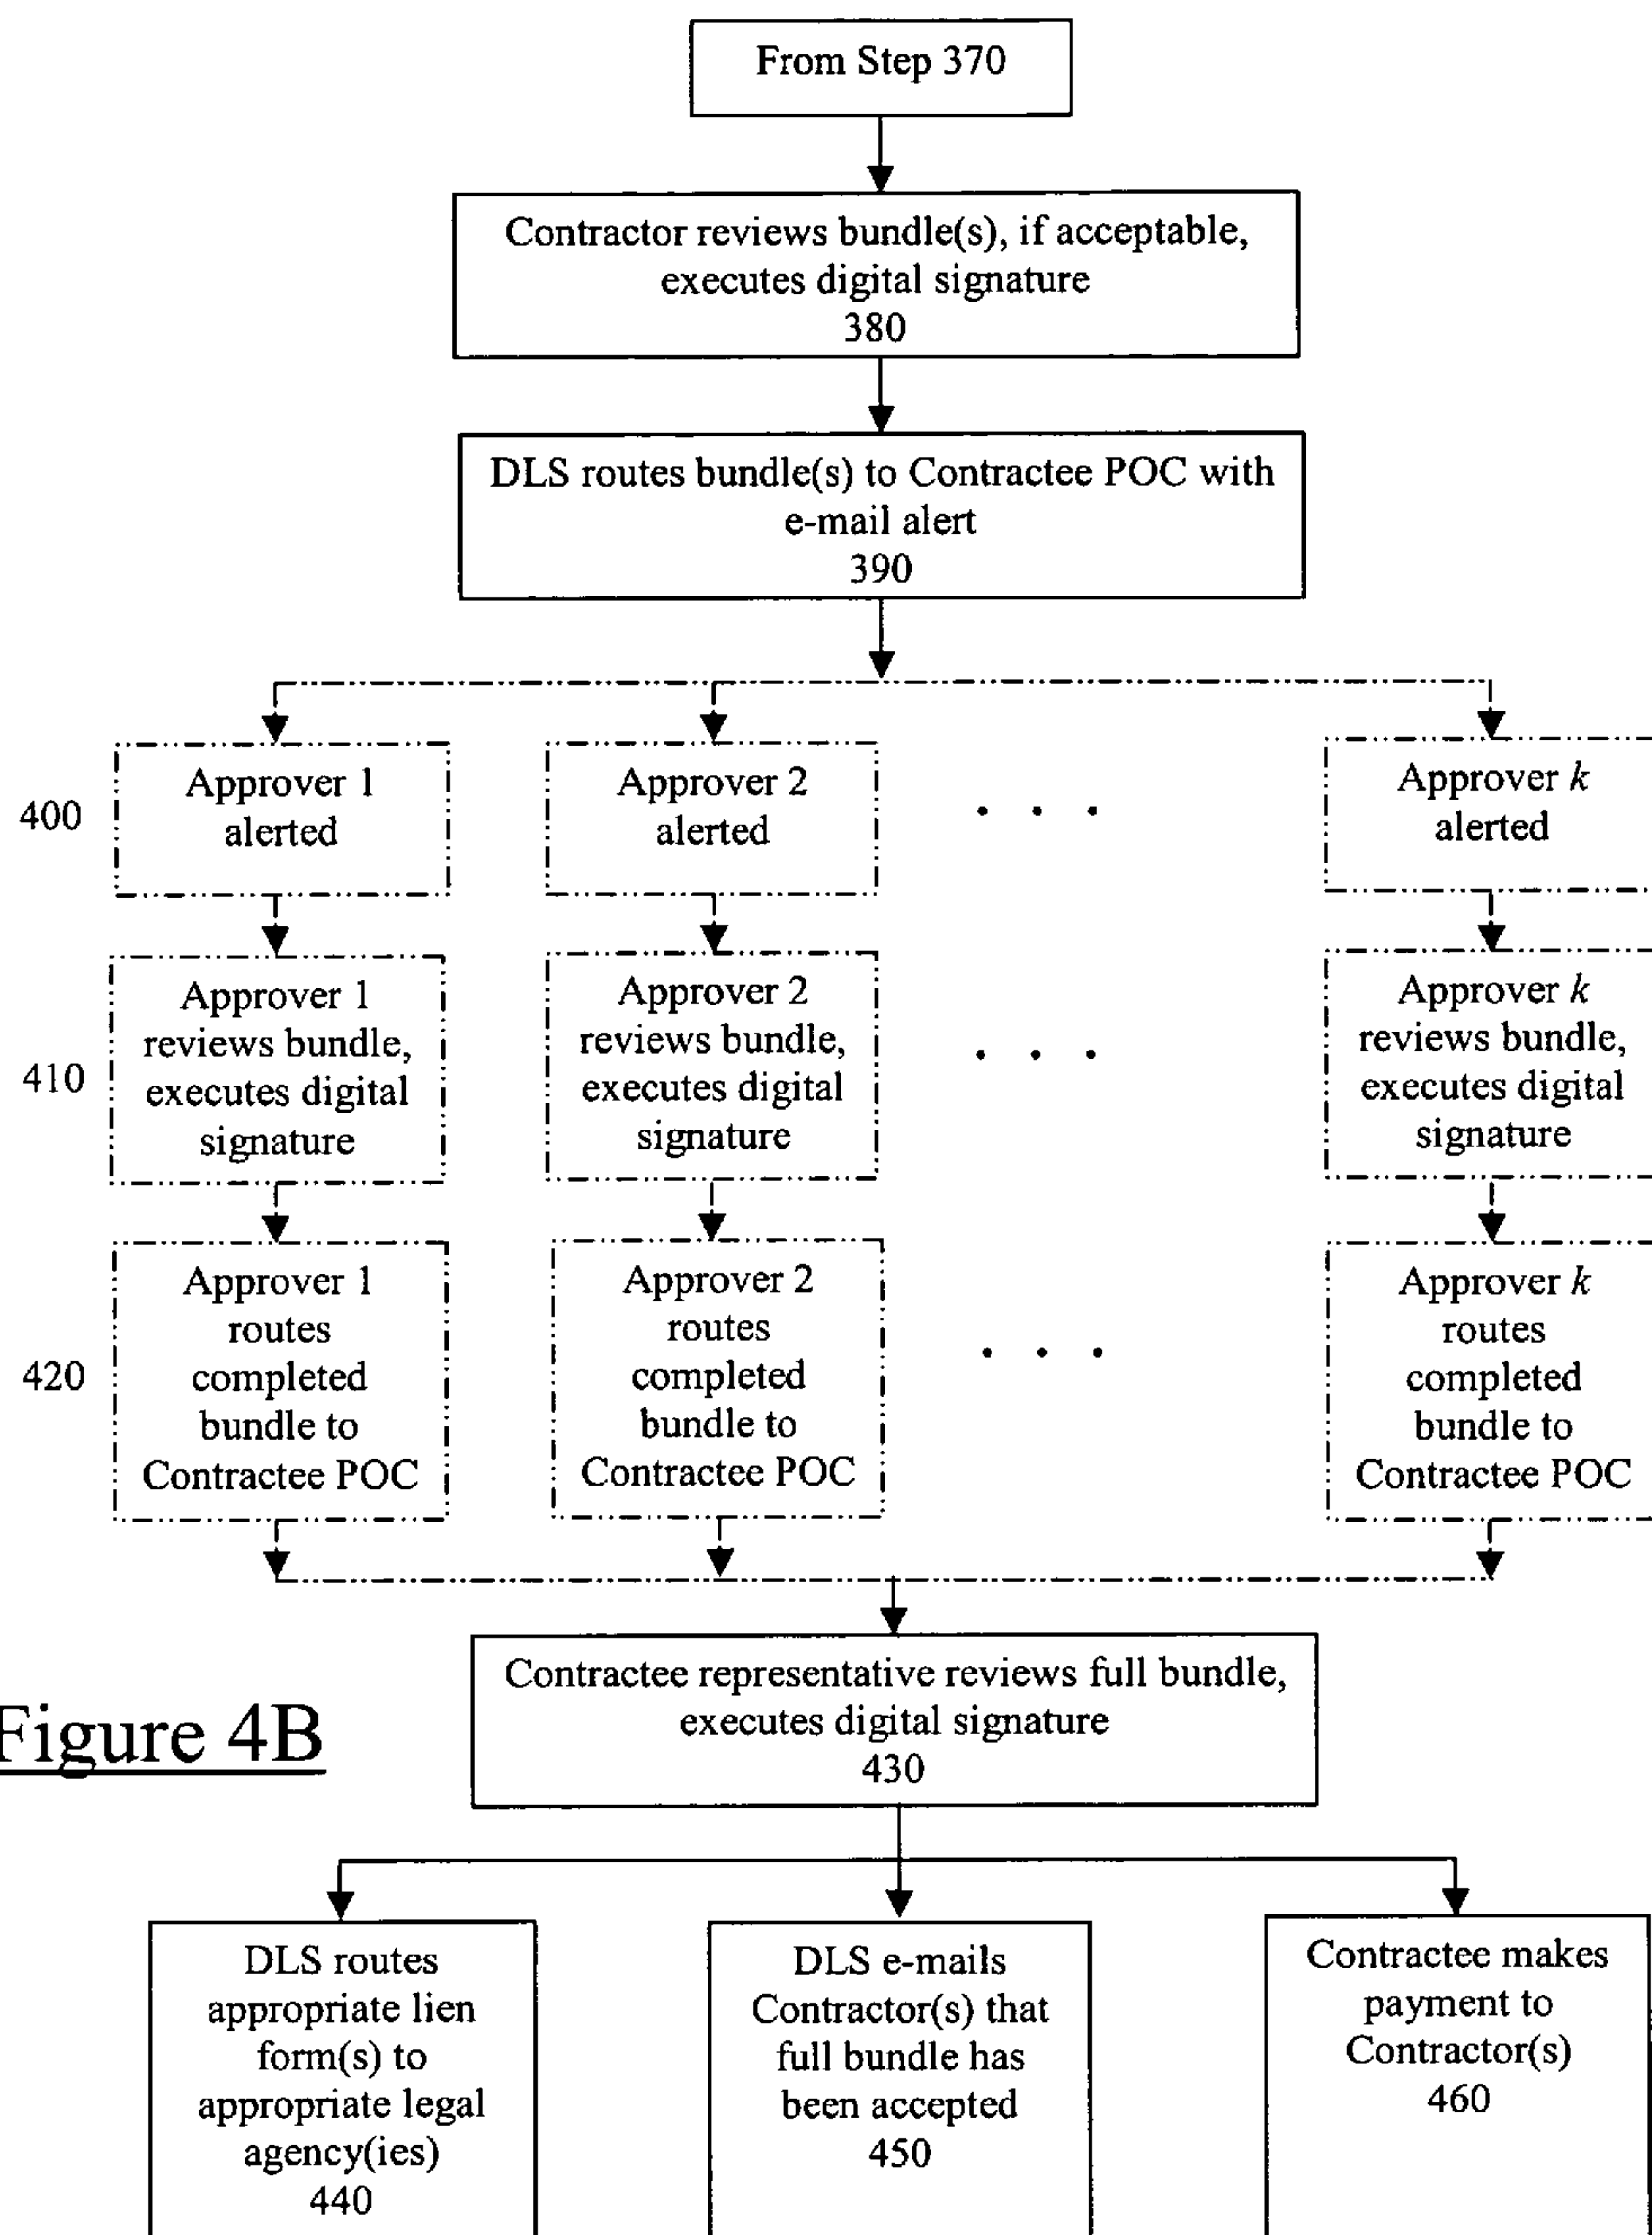 From Step 370
Contractor reviews bundle(s), if acceptable,
executes digital signature
380
DLS routes bundle(s) to Contractee POC with
e-mail alert
390
400
Approver 1
alerted
Approver 2
alerted
. . .
Approver k
alerted
410
Approver 1
reviews bundle,
executes digital
signature
Approver 2
reviews bundle,
executes digital
signature
. . .
Approver k
reviews bundle,
executes digital
signature
420
Approver 1
routes
completed
bundle to
Contractee POC
Approver 2
routes
completed
bundle to
Contractee POC
. . .
Approver k
routes
completed
bundle to
Contractee POC
Contractee representative reviews full bundle,
executes digital signature
430
Figure 4B
DLS routes
appropriate lien
form(s) to
appropriate legal
agency(ies)
440
DLS e-mails
Contractor(s) that
full bundle has
been accepted
450
Contractee makes
payment to
Contractor(s)
460